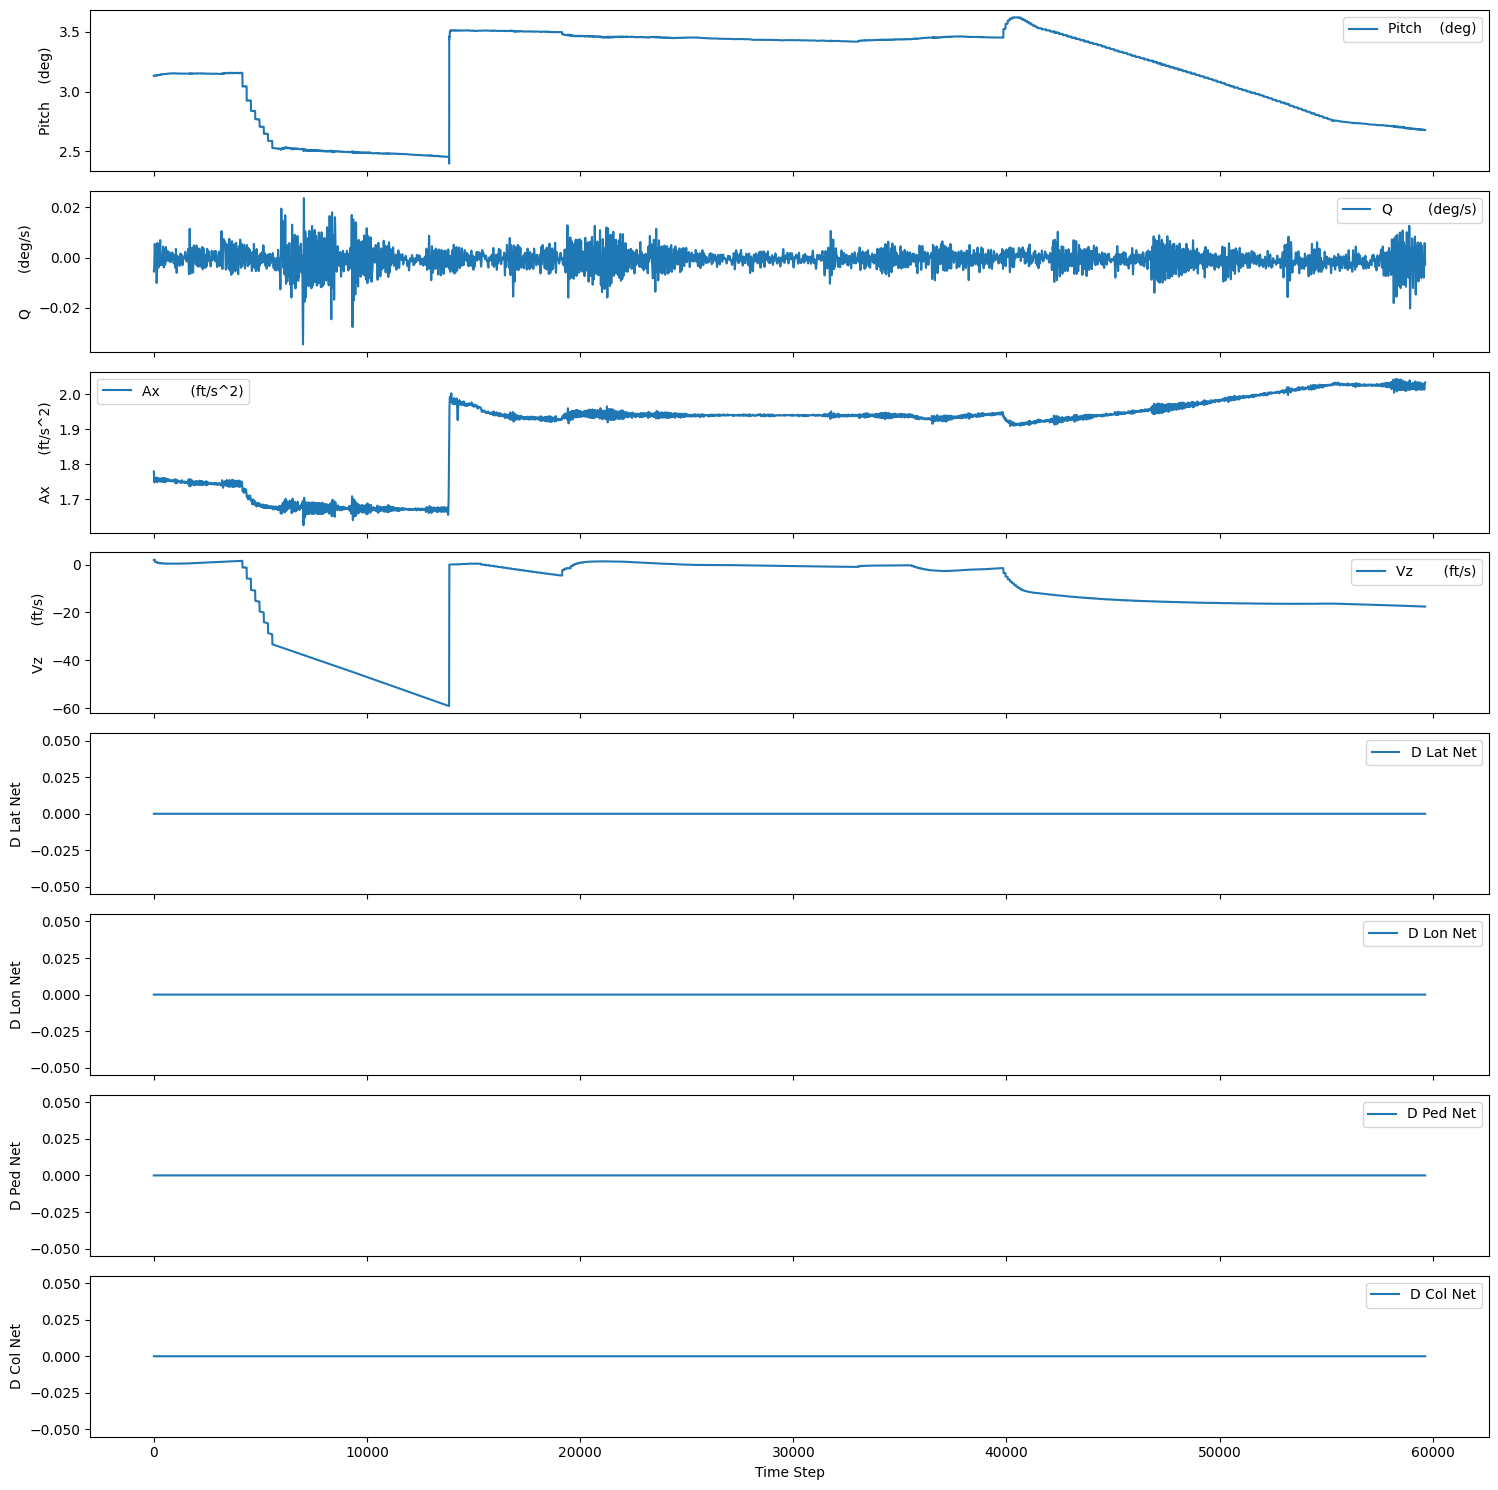 3.5
3.0
2.5
Pitch (deg)
Pitch (deg)
0.02
0.00
−0.02
Q (deg/s)
Q (deg/s)
2.0
1.9
1.8
1.7
Ax (ft/s^2)
Ax (ft/s^2)
0
−20
−40
−60
Vz (ft/s)
Vz (ft/s)
0.050
0.025
0.000
−0.025
−0.050
D Lat Net
D Lat Net
0.050
0.025
0.000
−0.025
−0.050
D Lon Net
D Lon Net
0.050
0.025
0.000
−0.025
−0.050
D Ped Net
D Ped Net
0.050
0.025
0.000
−0.025
−0.050
D Col Net
D Col Net
0 10000 20000 30000 40000 50000 60000
Time Step